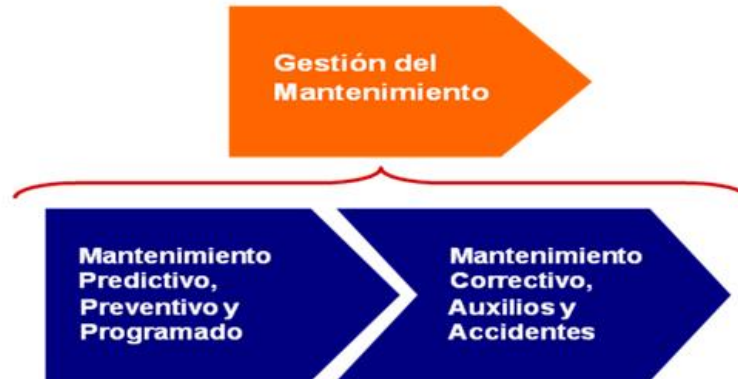 Gestión del
Mantenimiento
Mantenimiento
Predictivo,
Preventivo y
Programado
Mantenimiento
Correctivo,
Auxilios y
Accidentes